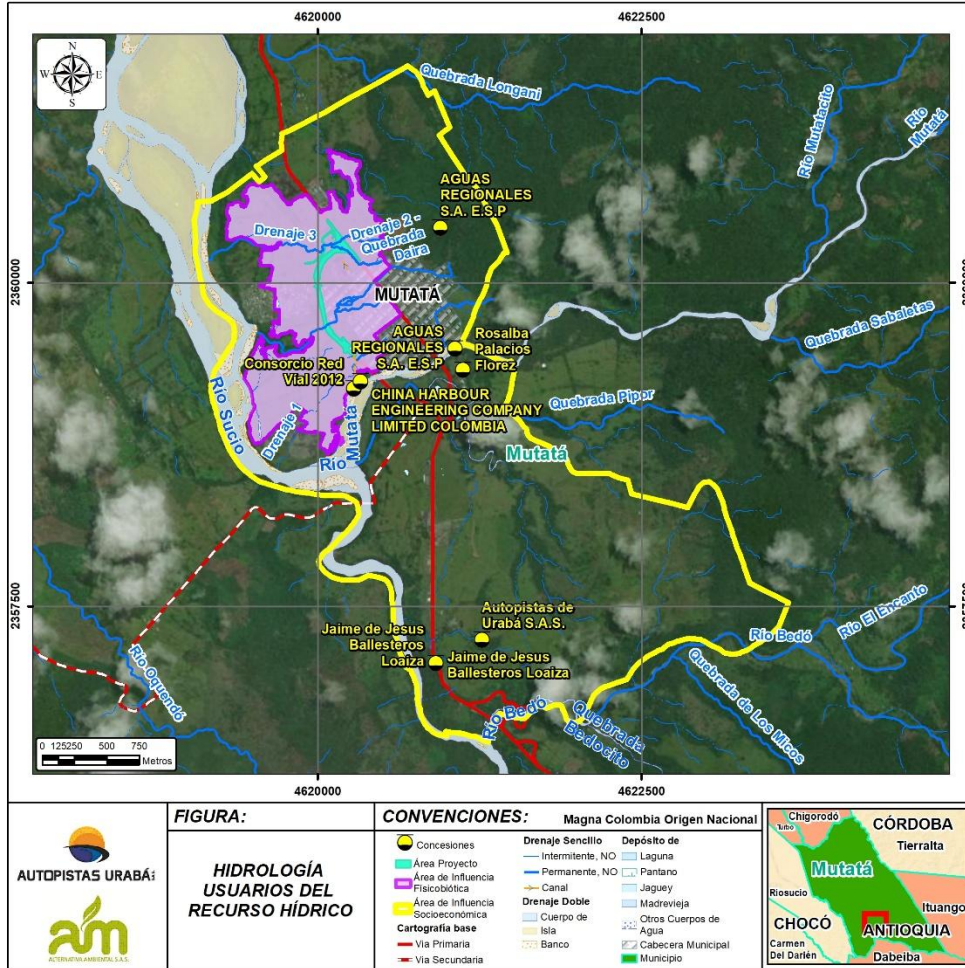 4620000
4622500
N
W
E
S
Quebrada Longani
Río Mutatacito
Río
Mutatá
AGUAS
REGIONALES
S.A. E.S.P
Drenaje 3
Drenaje 2 -
Quebrada
Daira
2360000
2360000
MUTATÁ
AGUAS
REGIONALES
S.A. E.S.P
Rosalba
Palacios
Florez
Quebrada Sabaletas
Consorcio Red
Vial 2012
CHINA HARBOUR
ENGINEERING COMPANY
LIMITED COLOMBIA
Quebrada Pipor
Río Sucio
Drenaje 1
Río
Mutatá
Mutatá
2357500
2357500
Autopistas de
Urabá S.A.S.
Río El Encanto
Río Bedó
Jaime de Jesus
Ballesteros
Loaiza
Jaime de Jesus
Ballesteros Loaiza
Río Oquendó
Río Bedó
Quebrada
Bedocito
Quebrada de Los Micos
0 125250 500 750
Metros
4620000
4622500
AUTOPISTAS URABÁ
am
ALTERNATIVA AMBIENTAL S.A.S.
FIGURA:
HIDROLOGÍA
USUARIOS DEL
RECURSO HÍDRICO
CONVENCIONES:
Magna Colombia Origen Nacional
Concesiones
Área Proyecto
Área de Influencia
Fisicobiótica
Área de Influencia
Socioeconómica
Cartografía base
Via Primaria
Via Secundaria
Drenaje Sencillo
Intermitente, NO
Permanente, NO
Canal
Drenaje Doble
Cuerpo de
Isla
Banco
Depósito de
Laguna
Pantano
Jaguey
Madrevieja
Otros Cuerpos de
Agua
Cabecera Municipal
Municipio
Chigorodó
Turbo
CÓRDOBA
Tierralta
Mutatá
Riosucio
Ituango
CHOCÓ
ANTIOQUIA
Carmen
Del Darién
Dabeiba